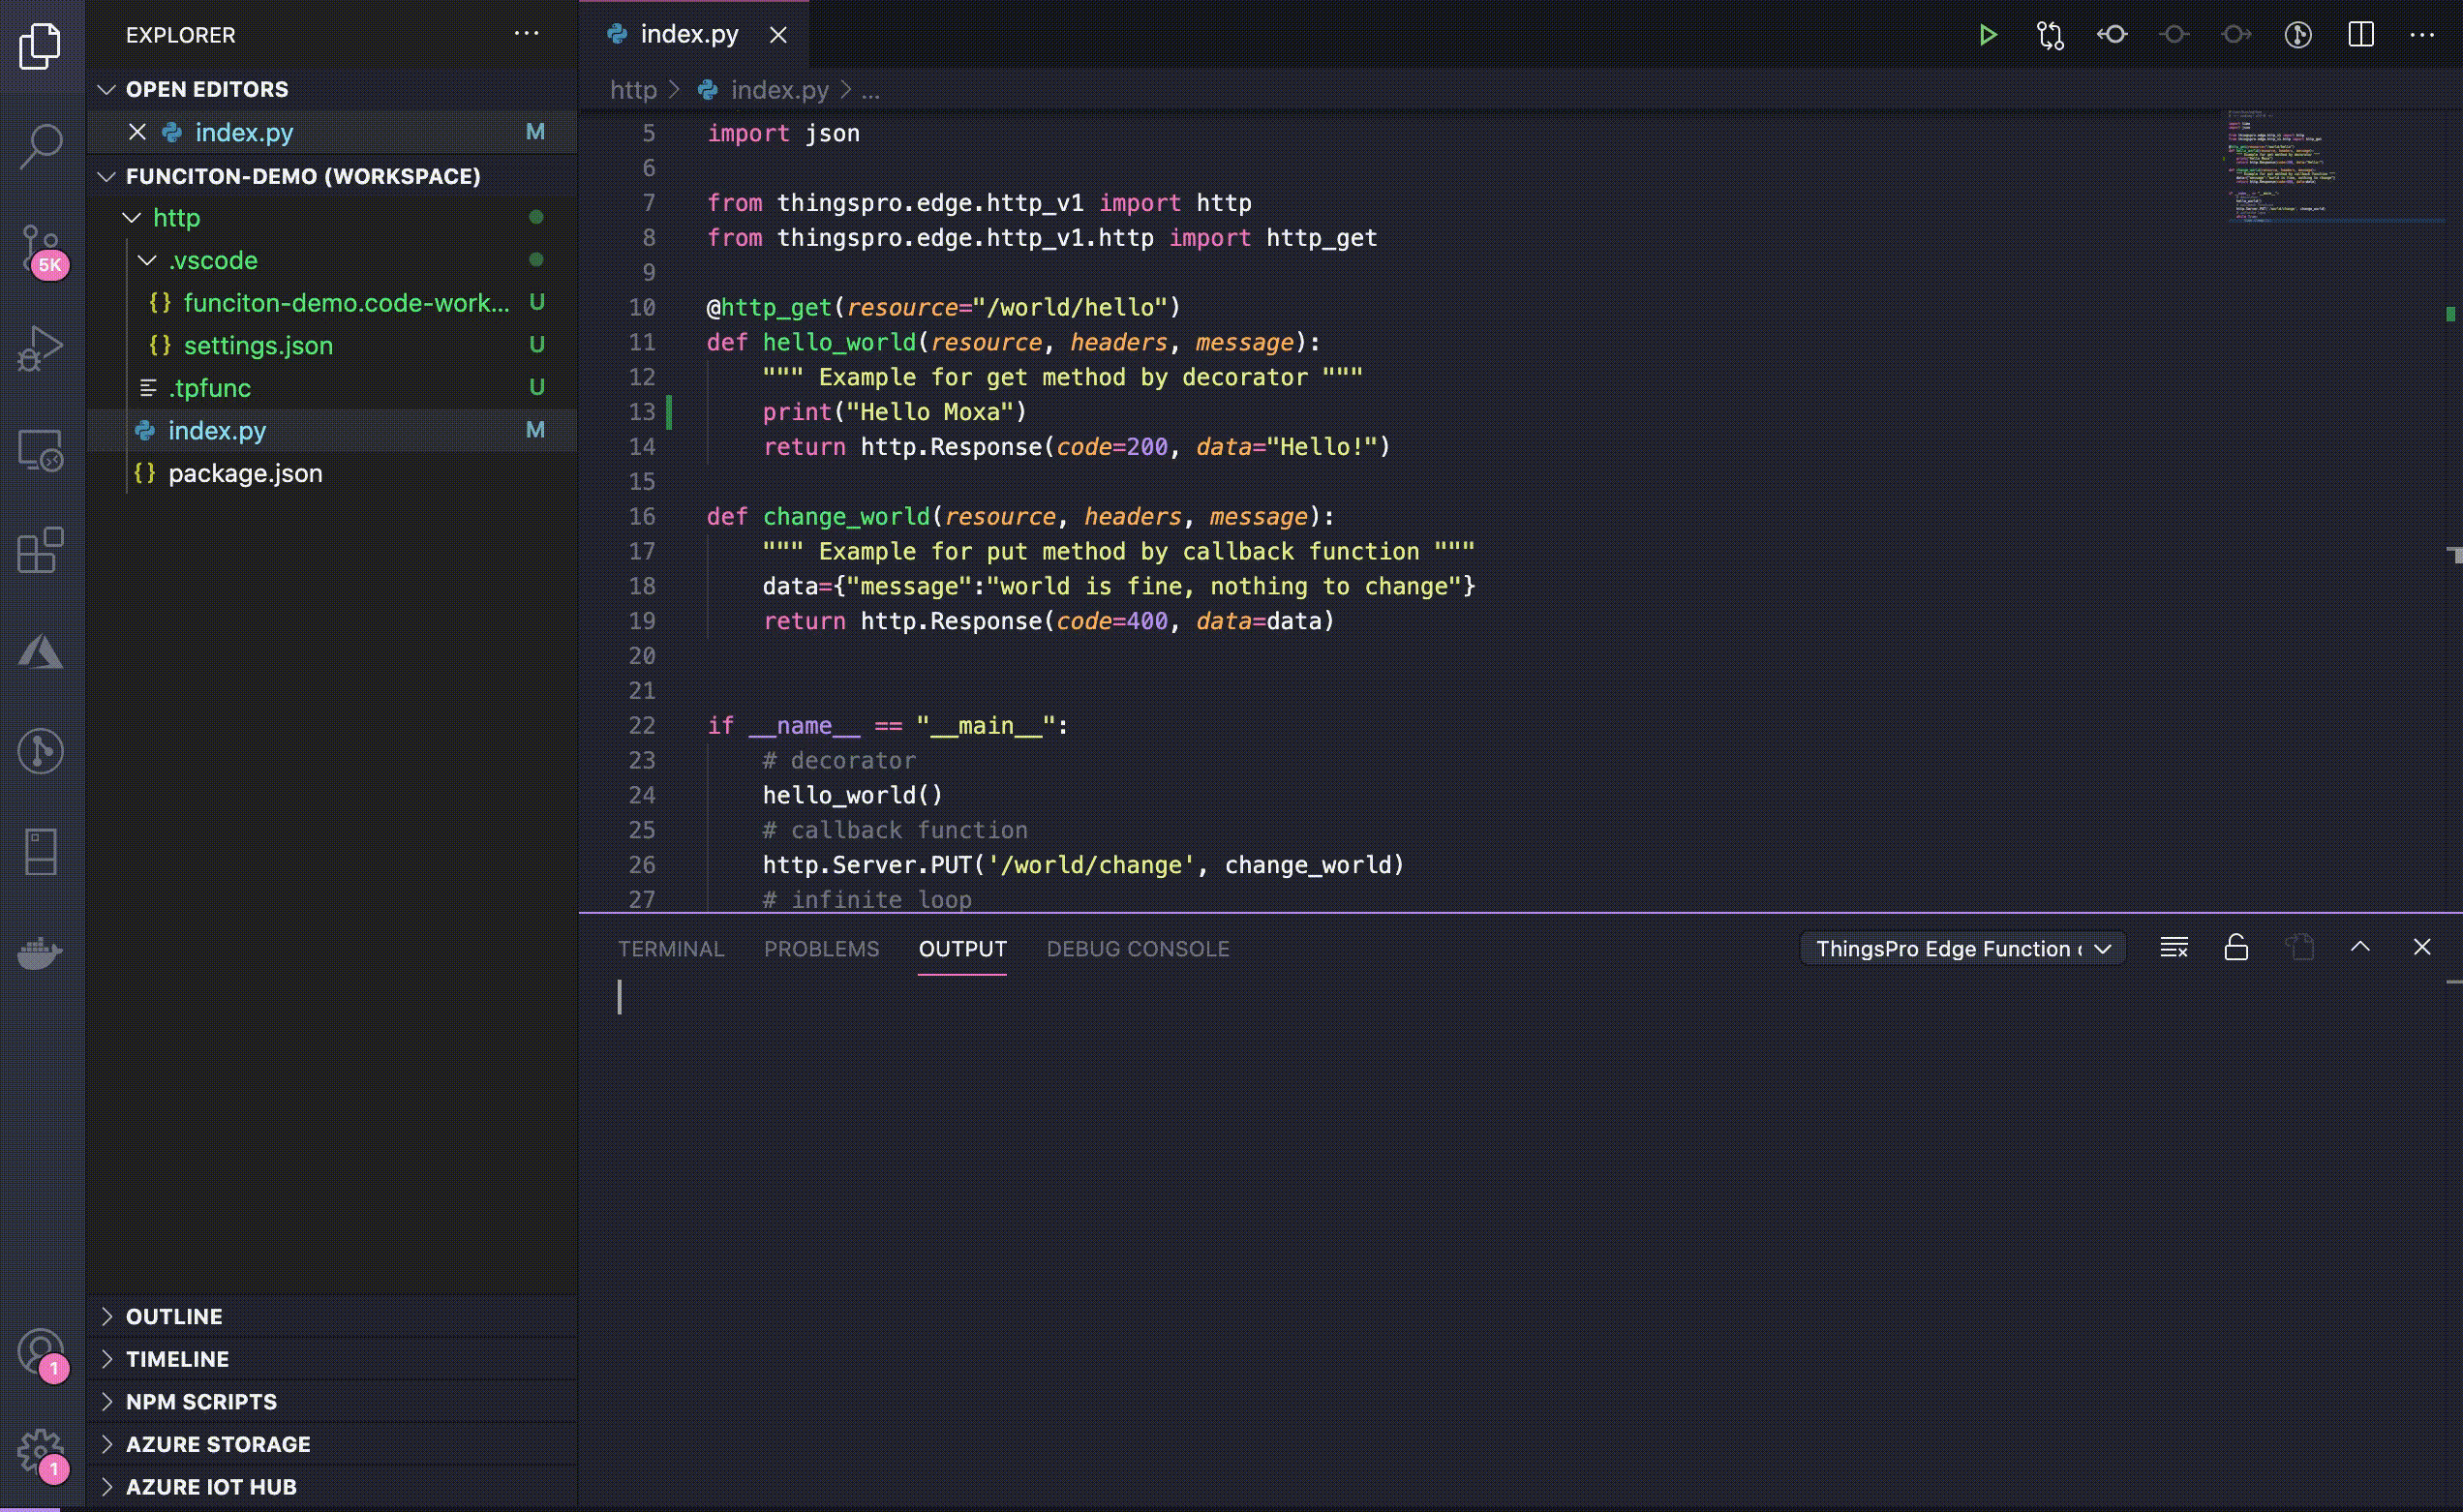 EXPLORER
OPEN EDITORS
index.py M
FUNCITON-DEMO (WORKSPACE)
http
.vscode
{} funciton-demo.code-work... U
{} settings.json U
.tpfunc U
index.py M
{} package.json
5K
1
1
OUTLINE
TIMELINE
NPM SCRIPTS
AZURE STORAGE
AZURE IOT HUB
index.py
http > index.py > ...
5 import json
6
7 from thingspro.edge.http_v1 import http
8 from thingspro.edge.http_v1.http import http_get
9
10 @http_get(resource="/world/hello")
11 def hello_world(resource, headers, message):
12 """ Example for get method by decorator """
13 print("Hello Moxa")
14 return http.Response(code=200, data="Hello!")
15
16 def change_world(resource, headers, message):
17 """ Example for put method by callback function """
18 data={"message":"world is fine, nothing to change"}
19 return http.Response(code=400, data=data)
20
21
22 if __name__ == "__main__":
23 # decorator
24 hello_world()
25 # callback function
26 http.Server.PUT('/world/change', change_world)
27 # infinite loop
TERMINAL PROBLEMS OUTPUT DEBUG CONSOLE
ThingsPro Edge Function